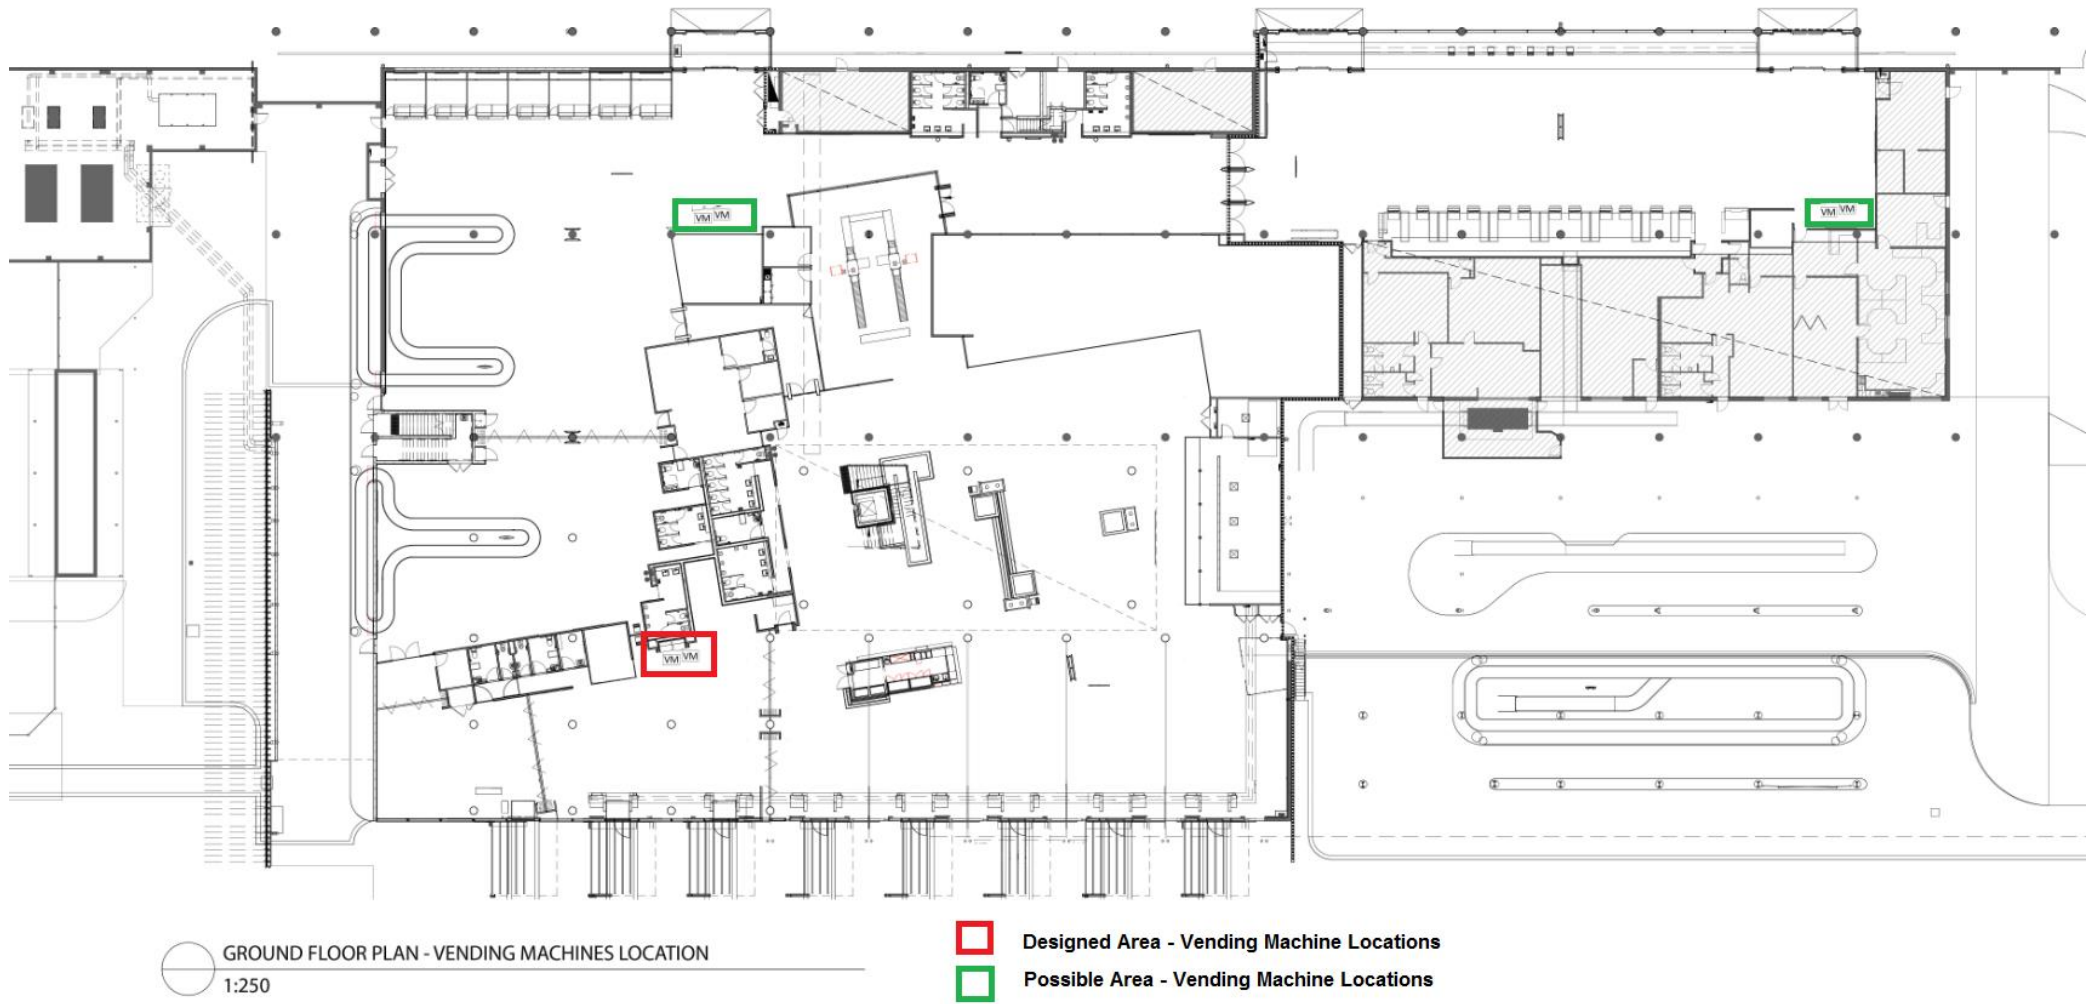 VM VM
VM VM
VM VM
GROUND FLOOR PLAN - VENDING MACHINES LOCATION
1:250
Designed Area - Vending Machine Locations
Possible Area - Vending Machine Locations